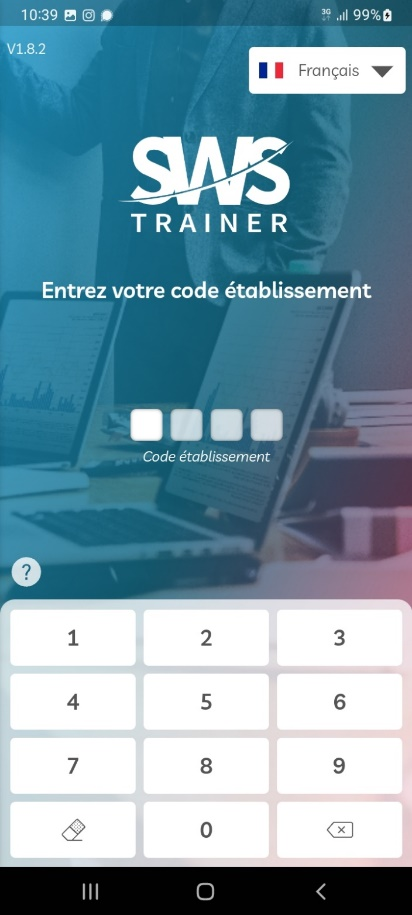 10:39 3G 99%
V1.8.2
Français
SWS
TRAINER
Entrez votre code établissement
Code établissement
?
1 2 3
4 5 6
7 8 9
0